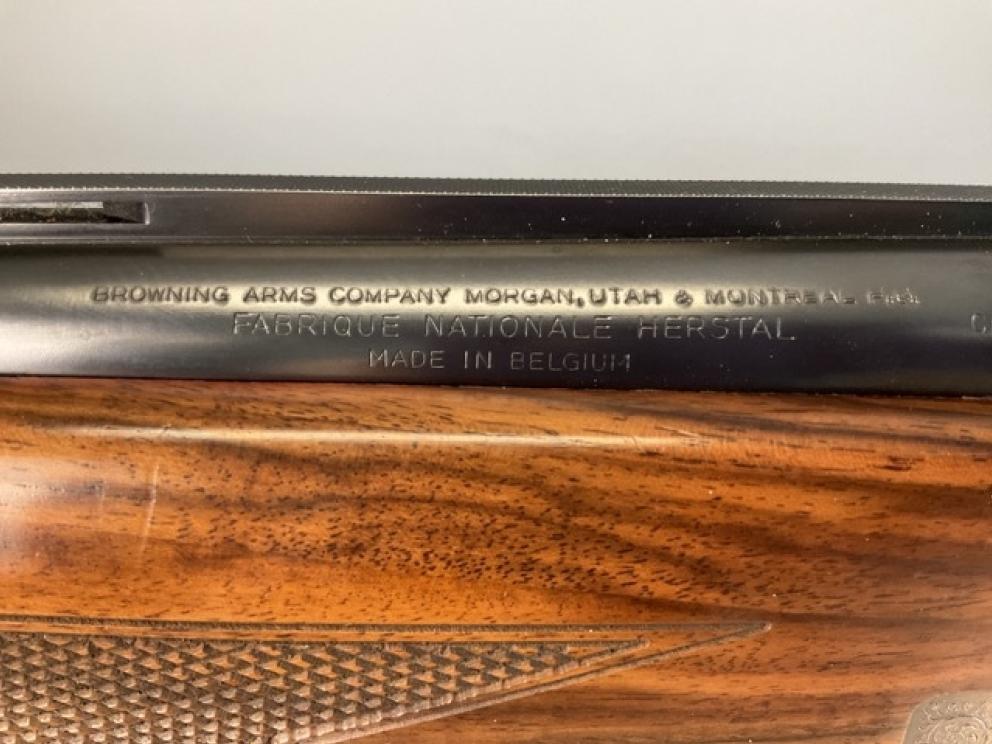 BROWNING ARMS COMPANY MORGAN, UTAH & MONTREAL P.Q.
FABRIQUE NATIONALE HERSTAL
MADE IN BELGIUM